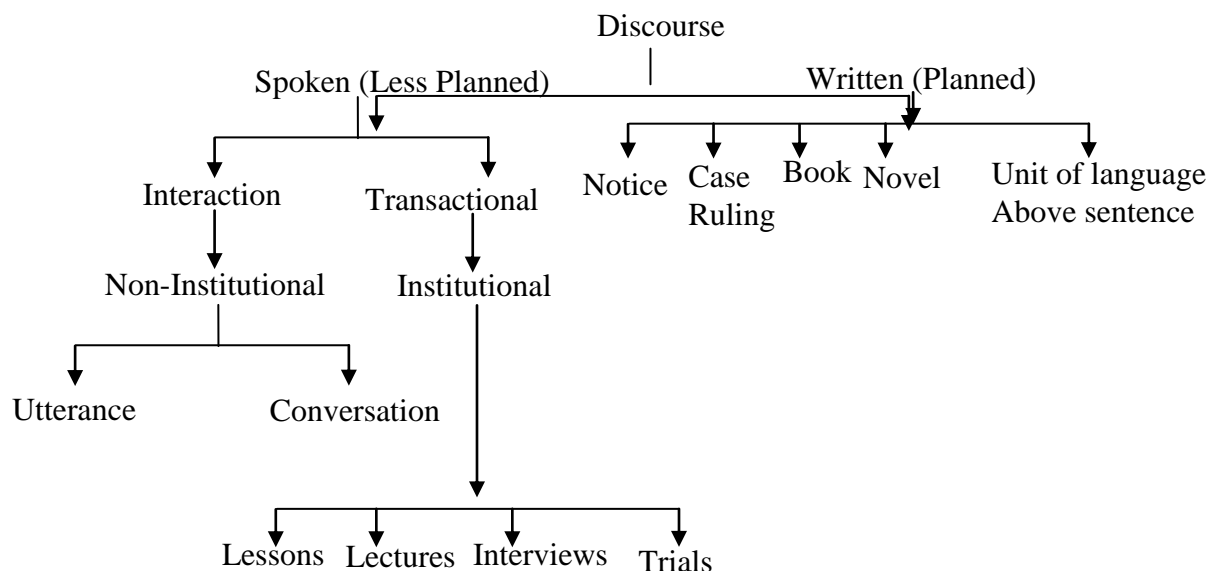 Discourse
Spoken (Less Planned)
Written (Planned)
Interaction
Transactional
Notice
Case
Ruling
Book
Novel
Unit of language
Above sentence
Non-Institutional
Institutional
Utterance
Conversation
Lessons
Lectures
Interviews
Trials